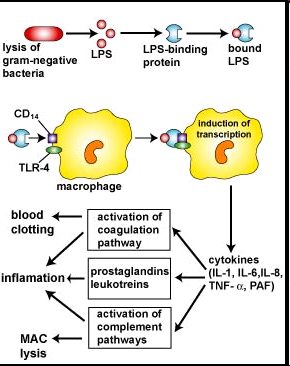 lysis of
gram-negative
bacteria
LPS
LPS-binding
protein
bound
LPS
CD14
TLR-4
macrophage
induction of
transcription
blood
clotting
activation of
coagulation
pathway
cytokines
(IL-1, IL-6,IL-8,
TNF- α, PAF)
inflamation
prostaglandins
leukotreins
activation of
complement
pathways
MAC
lysis